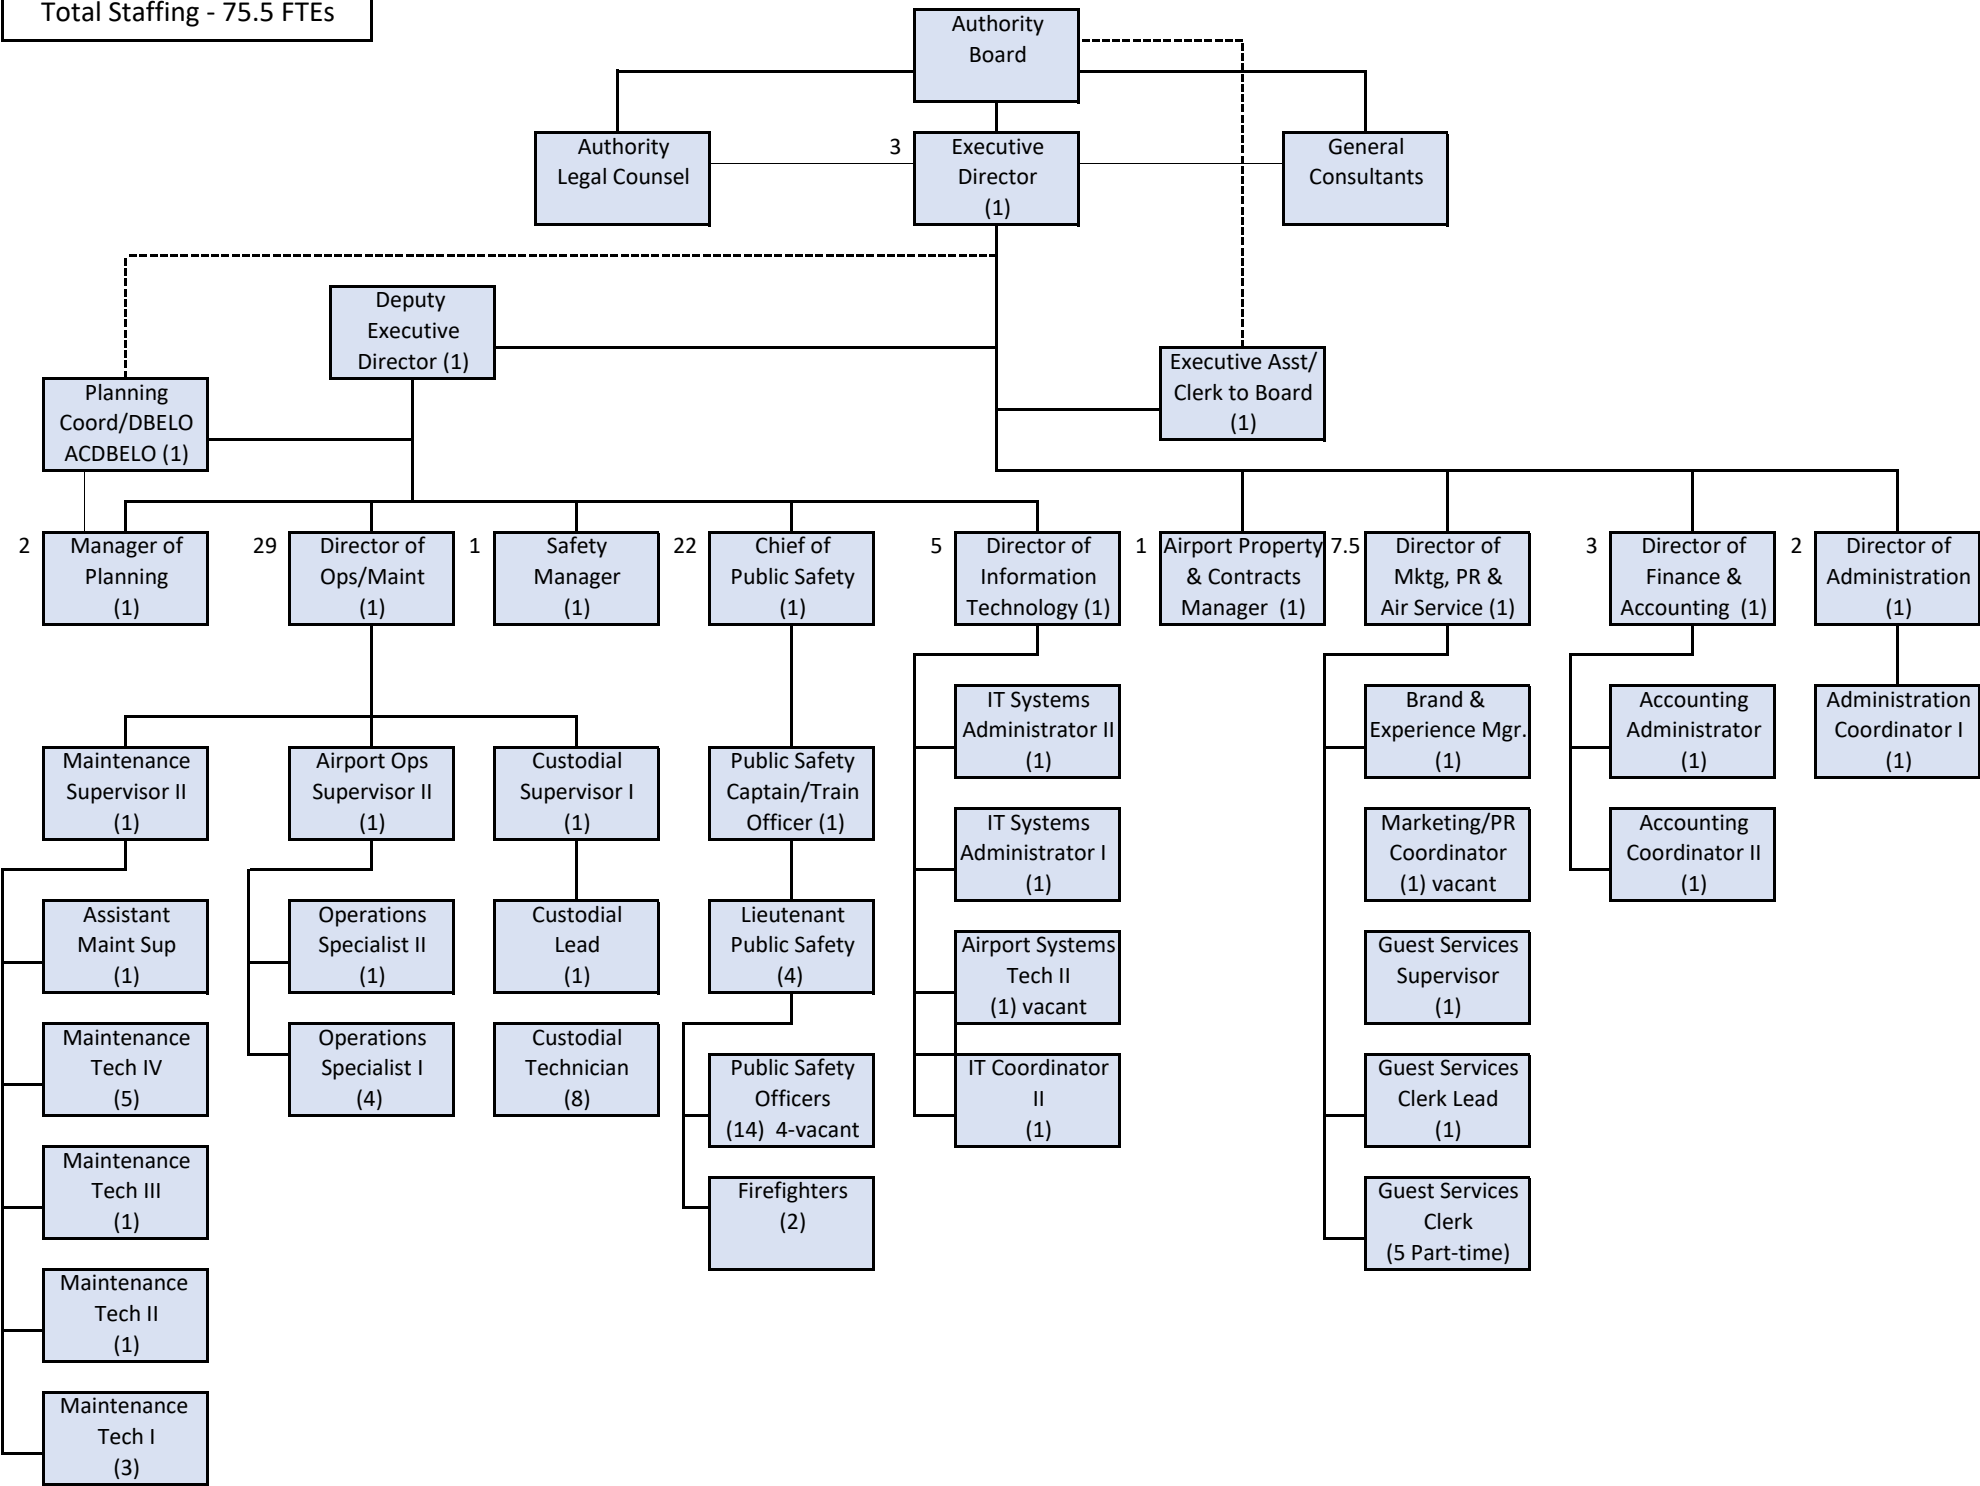 Total Staffing - 75.5 FTEs
Authority
Board
Authority
Legal Counsel
3
Executive
Director
(1)
General
Consultants
Deputy
Executive
Director (1)
Executive Asst/
Clerk to Board
(1)
Planning
Coord/DBELO
ACDBELO (1)
2
Manager of
Planning
(1)
29
Director of
Ops/Maint
(1)
1
Safety
Manager
(1)
22
Chief of
Public Safety
(1)
5
Director of
Information
Technology (1)
1
Airport Property
& Contracts
Manager (1)
7.5
Director of
Mktg, PR &
Air Service (1)
3
Director of
Finance &
Accounting (1)
2
Director of
Administration
(1)
Maintenance
Supervisor II
(1)
Airport Ops
Supervisor II
(1)
Custodial
Supervisor I
(1)
Public Safety
Captain/Train
Officer (1)
IT Systems
Administrator II
(1)
Brand &
Experience Mgr.
(1)
Accounting
Administrator
(1)
Administration
Coordinator I
(1)
IT Systems
Administrator I
(1)
Marketing/PR
Coordinator
(1) vacant
Accounting
Coordinator II
(1)
Assistant
Maint Sup
(1)
Operations
Specialist II
(1)
Custodial
Lead
(1)
Lieutenant
Public Safety
(4)
Airport Systems
Tech II
(1) vacant
Guest Services
Supervisor
(1)
Maintenance
Tech IV
(5)
Operations
Specialist I
(4)
Custodial
Technician
(8)
Public Safety
Officers
(14) 4-vacant
IT Coordinator
II
(1)
Guest Services
Clerk Lead
(1)
Maintenance
Tech III
(1)
Firefighters
(2)
Guest Services
Clerk
(5 Part-time)
Maintenance
Tech II
(1)
Maintenance
Tech I
(3)